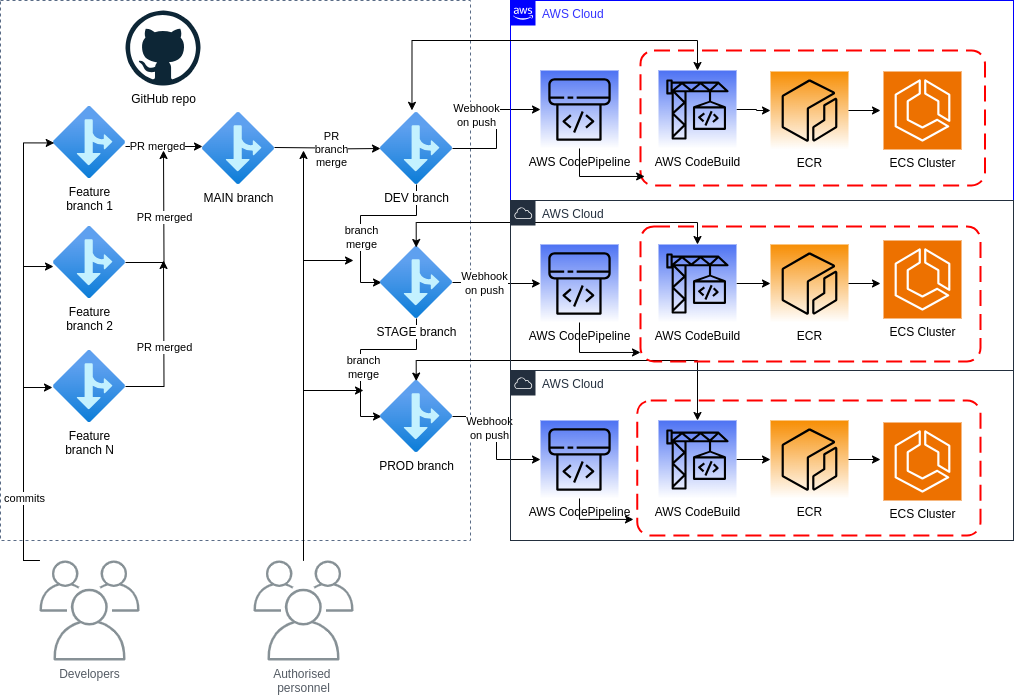 GitHub repo
Feature
branch 1
Feature
branch 2
Feature
branch N
PR merged
PR merged
PR merged
MAIN branch
PR
branch
merge
DEV branch
branch
merge
STAGE branch
branch
merge
PROD branch
commits
Developers
Authorised
personnel
Webhook
on push
Webhook
on push
Webhook
on push
aws
AWS Cloud
AWS CodePipeline
AWS CodeBuild
ECR
ECS Cluster
AWS Cloud
AWS CodePipeline
AWS CodeBuild
ECR
ECS Cluster
AWS Cloud
AWS CodePipeline
AWS CodeBuild
ECR
ECS Cluster